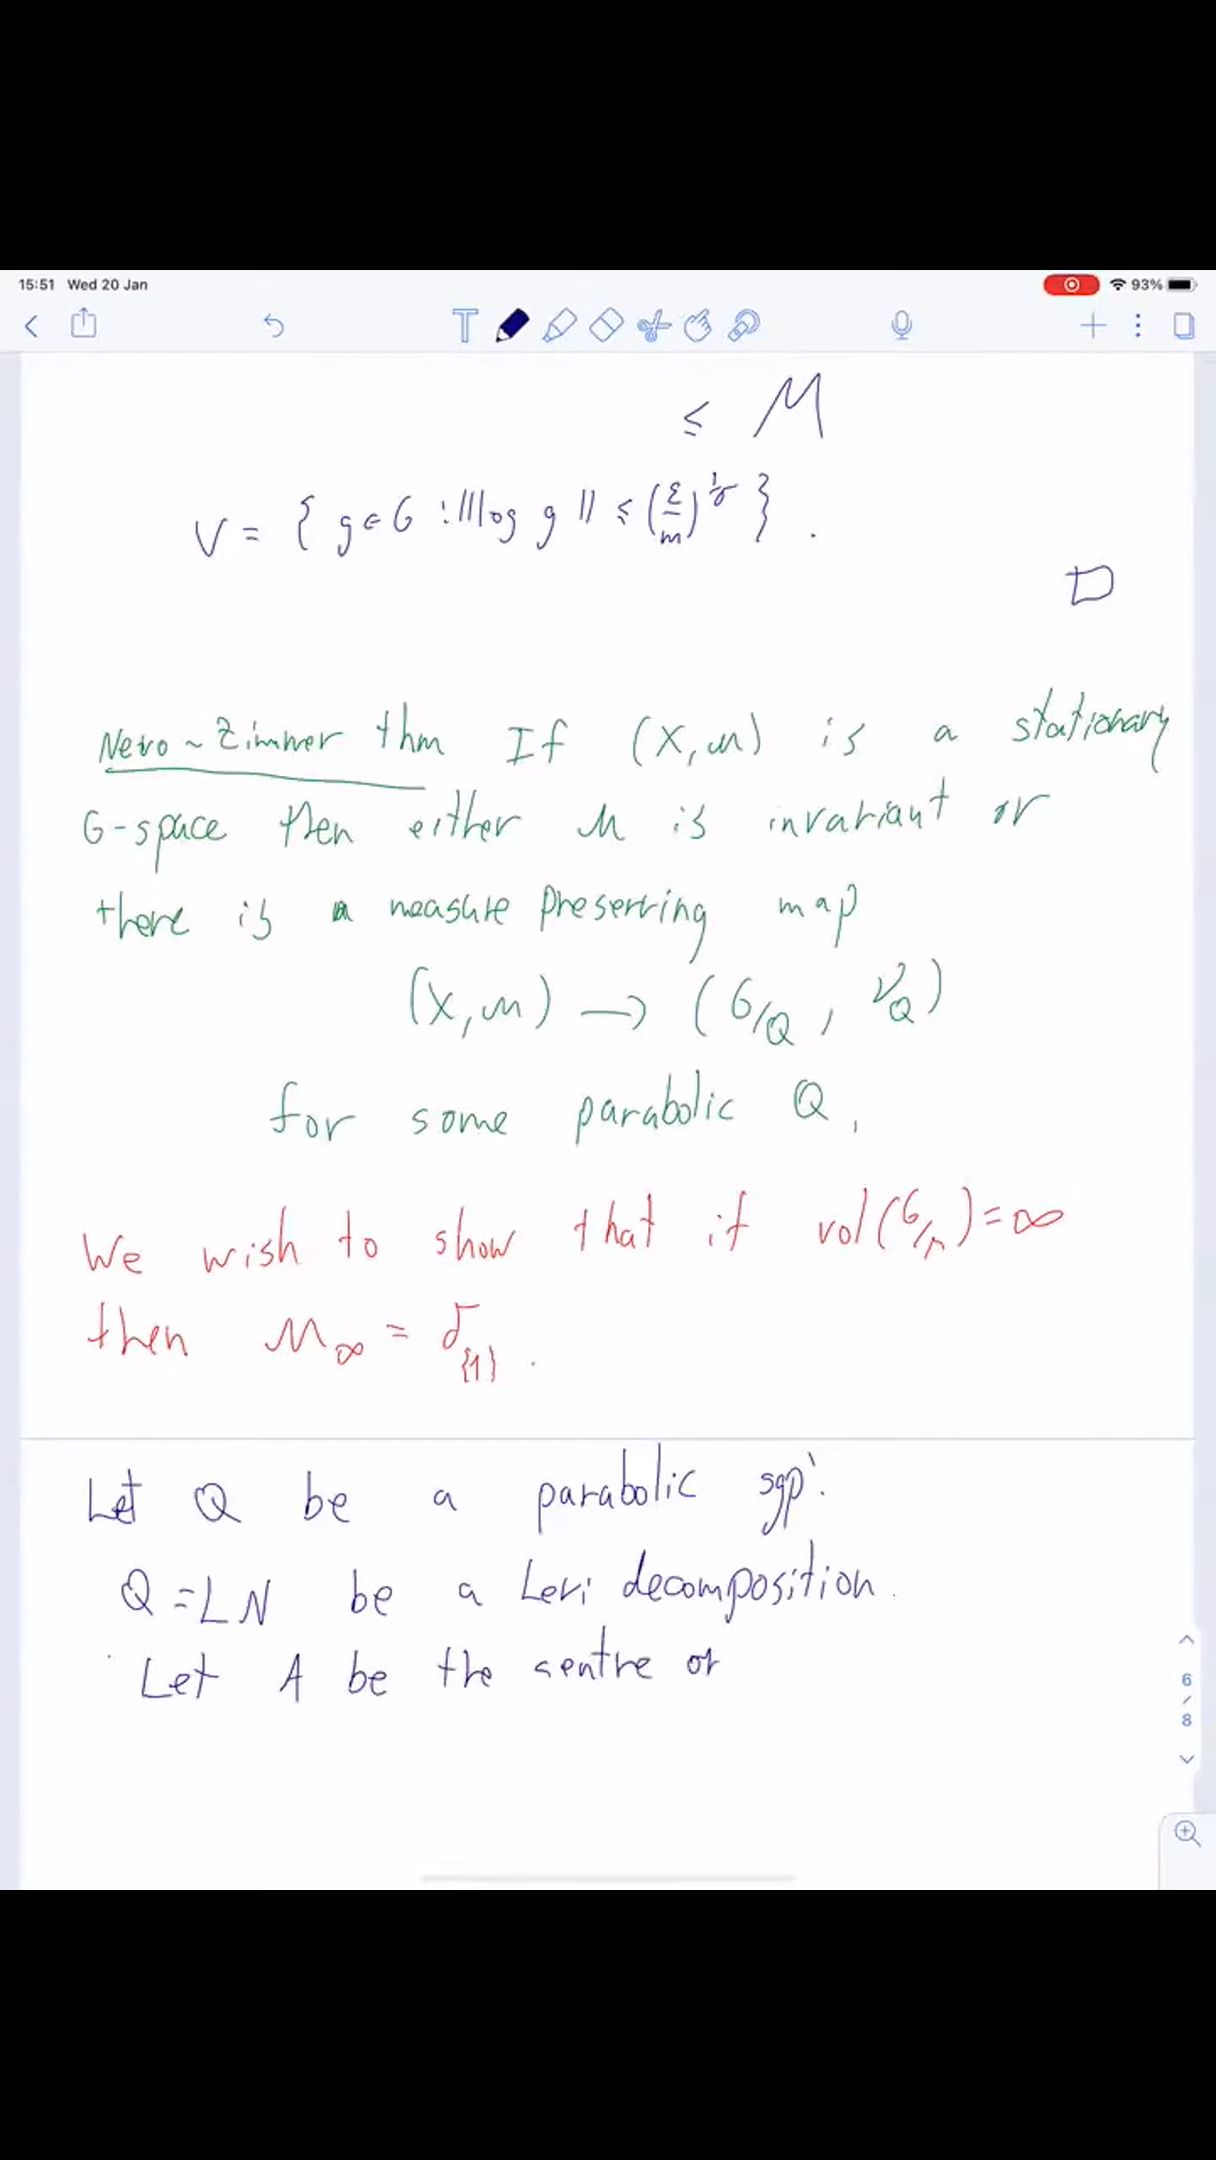 15:51 Wed 20 Jan
93%
≤ M
V = { g ∈ G : |||log g || ≤ (ε/m)^{1/δ} } .
Nevo ~ Zimmer thm If (X, μ) is a stationary
G-space then either μ is invariant or
there is a measure preserving map
(X, μ) → (G/Q, ν_Q)
for some parabolic Q,
We wish to show that if vol(G/Γ) = ∞
then μ_∞ = δ_{{1}} .
Let Q be a parabolic sgp.
Q = LN be a Levi decomposition.
Let A be the centre of
6
/
8